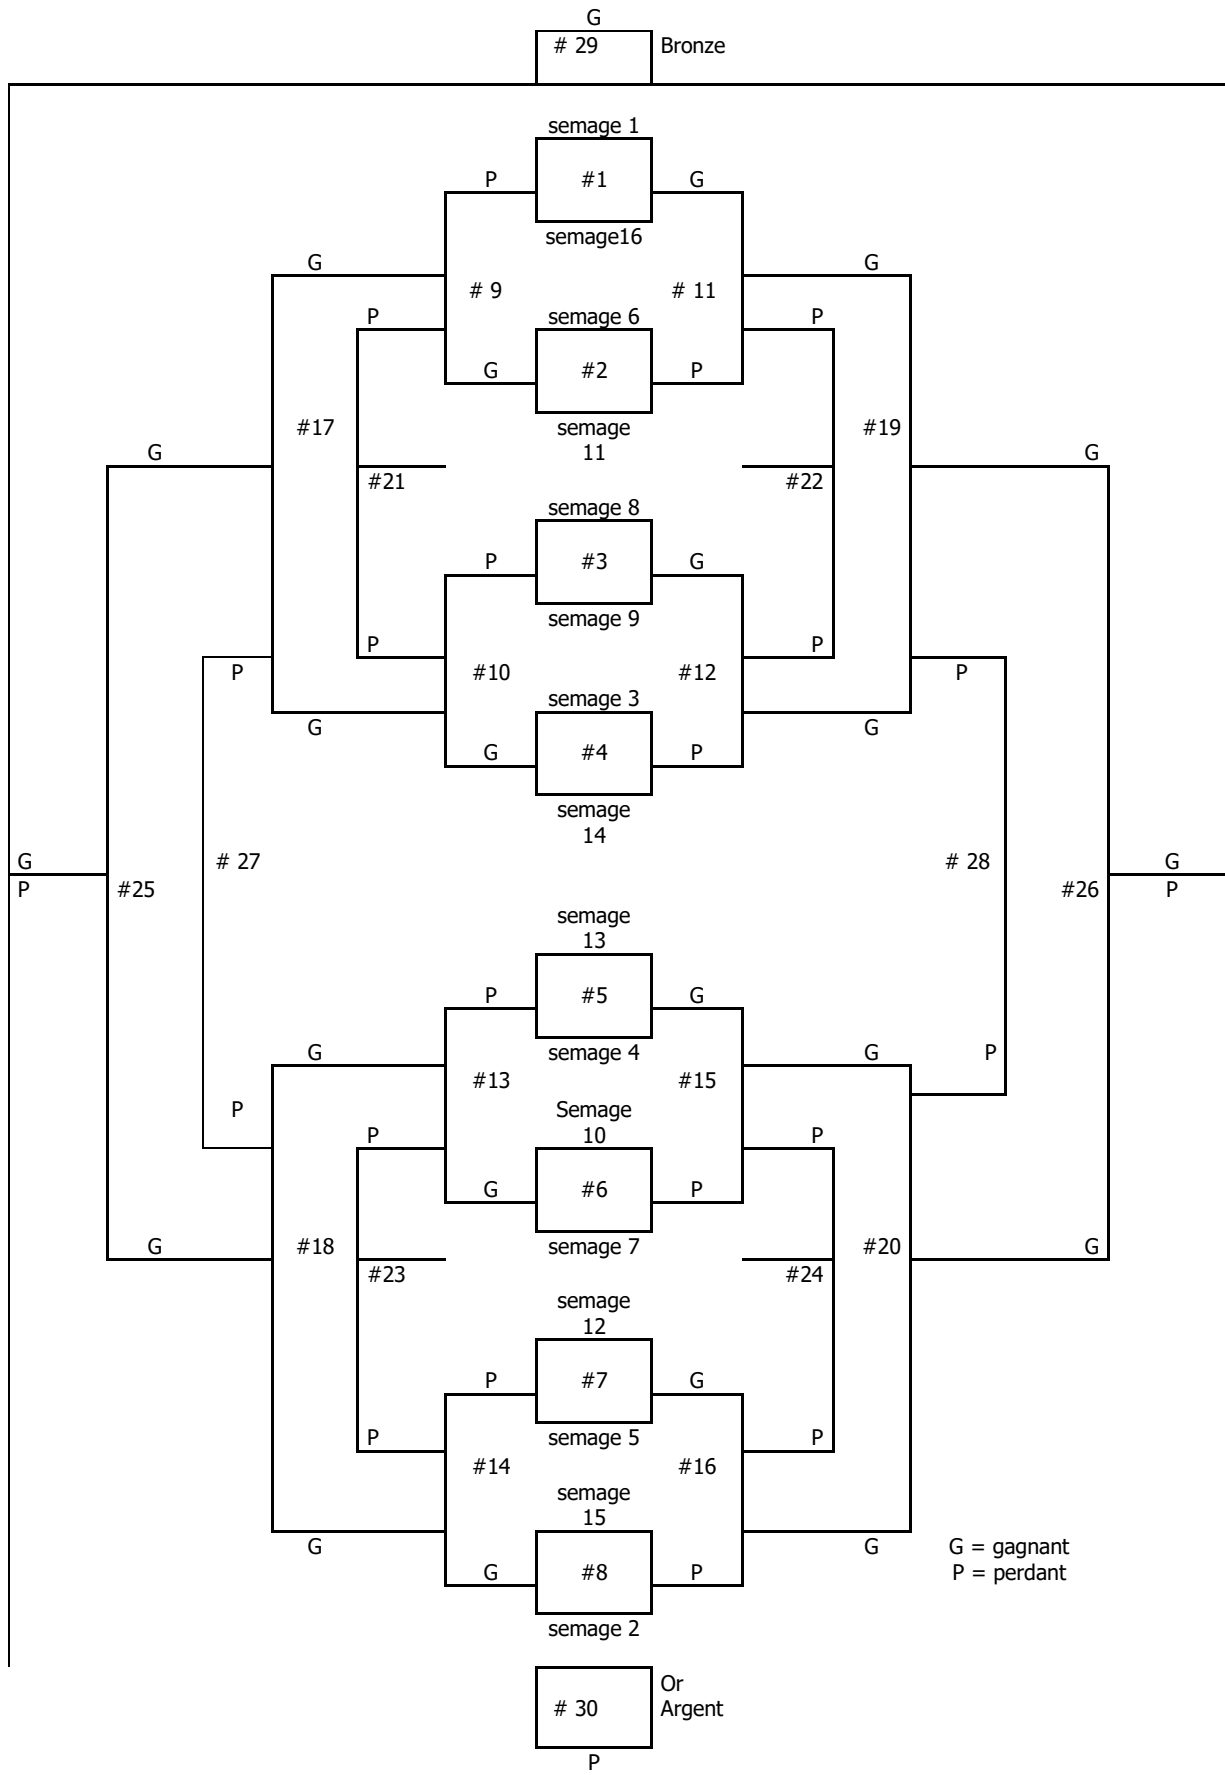 G
# 29 Bronze
semage 1
P #1 G
semage16
G G
# 9 # 11
P semage 6 P
G #2 P
#17 semage #19
G 11 G
#21 #22
semage 8
P #3 G
semage 9
P P
P #10 #12 P
semage 3
G G
G #4 P
semage
14
G # 27 # 28 G
P #25 #26 P
semage
13
P #5 G
G semage 4 G P
#13 #15
P Semage
P 10 P
G #6 P
G #18 semage 7 #20 G
#23 #24
semage
12
P #7 G
P semage 5 P
#14 #16
semage
15
G G G = gagnant
G #8 P P = perdant
semage 2
Or
# 30 Argent
P